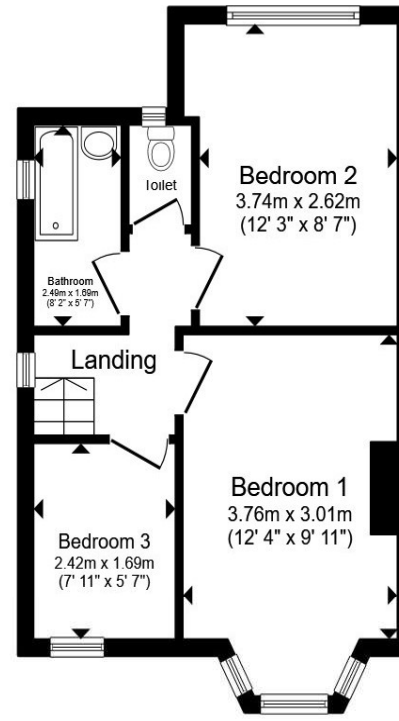 Toilet
Bedroom 2
3.74m x 2.62m
(12' 3" x 8' 7")
Bathroom
2.49m x 1.69m
(8' 2" x 5' 7")
Landing
Bedroom 1
3.76m x 3.01m
(12' 4" x 9' 11")
Bedroom 3
2.42m x 1.69m
(7' 11" x 5' 7")